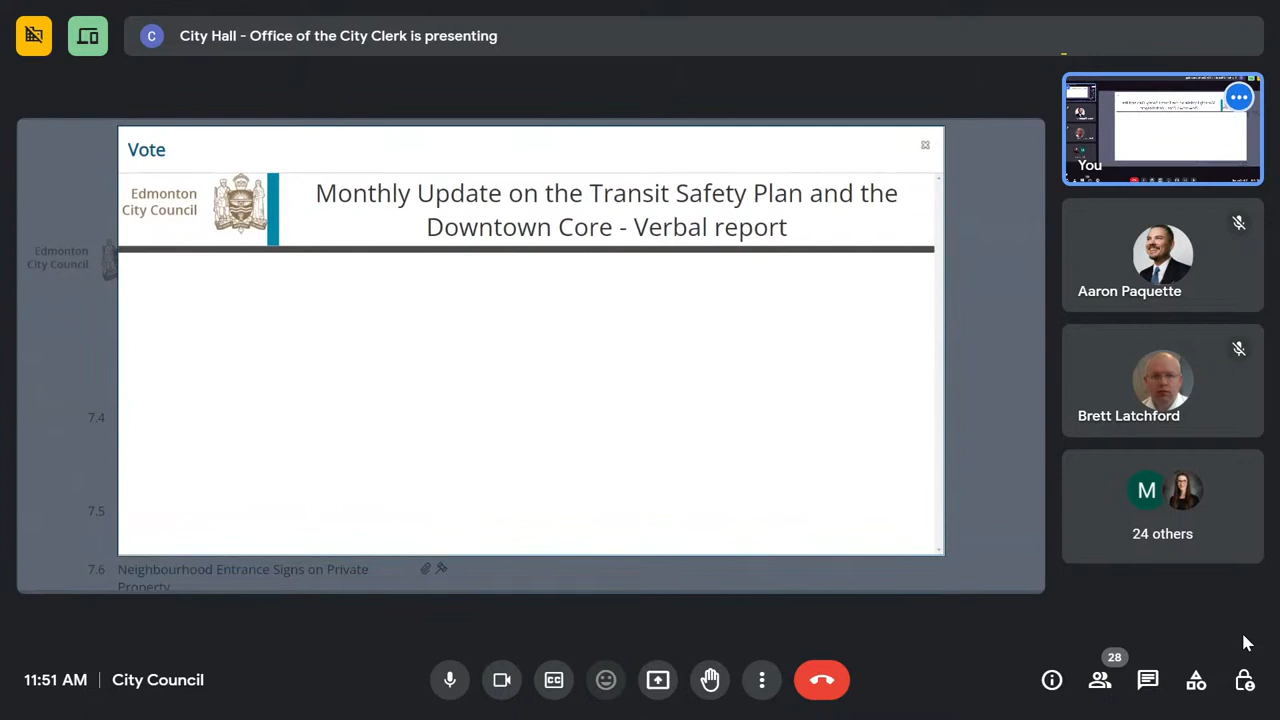 C
City Hall - Office of the City Clerk is presenting
Vote
Edmonton
City Council
Monthly Update on the Transit Safety Plan and the
Downtown Core - Verbal report
Edmonton
City Council
7.4
7.5
7.6 Neighbourhood Entrance Signs on Private
Property
You
Aaron Paquette
Brett Latchford
M
24 others
28
11:51 AM | City Council
CC